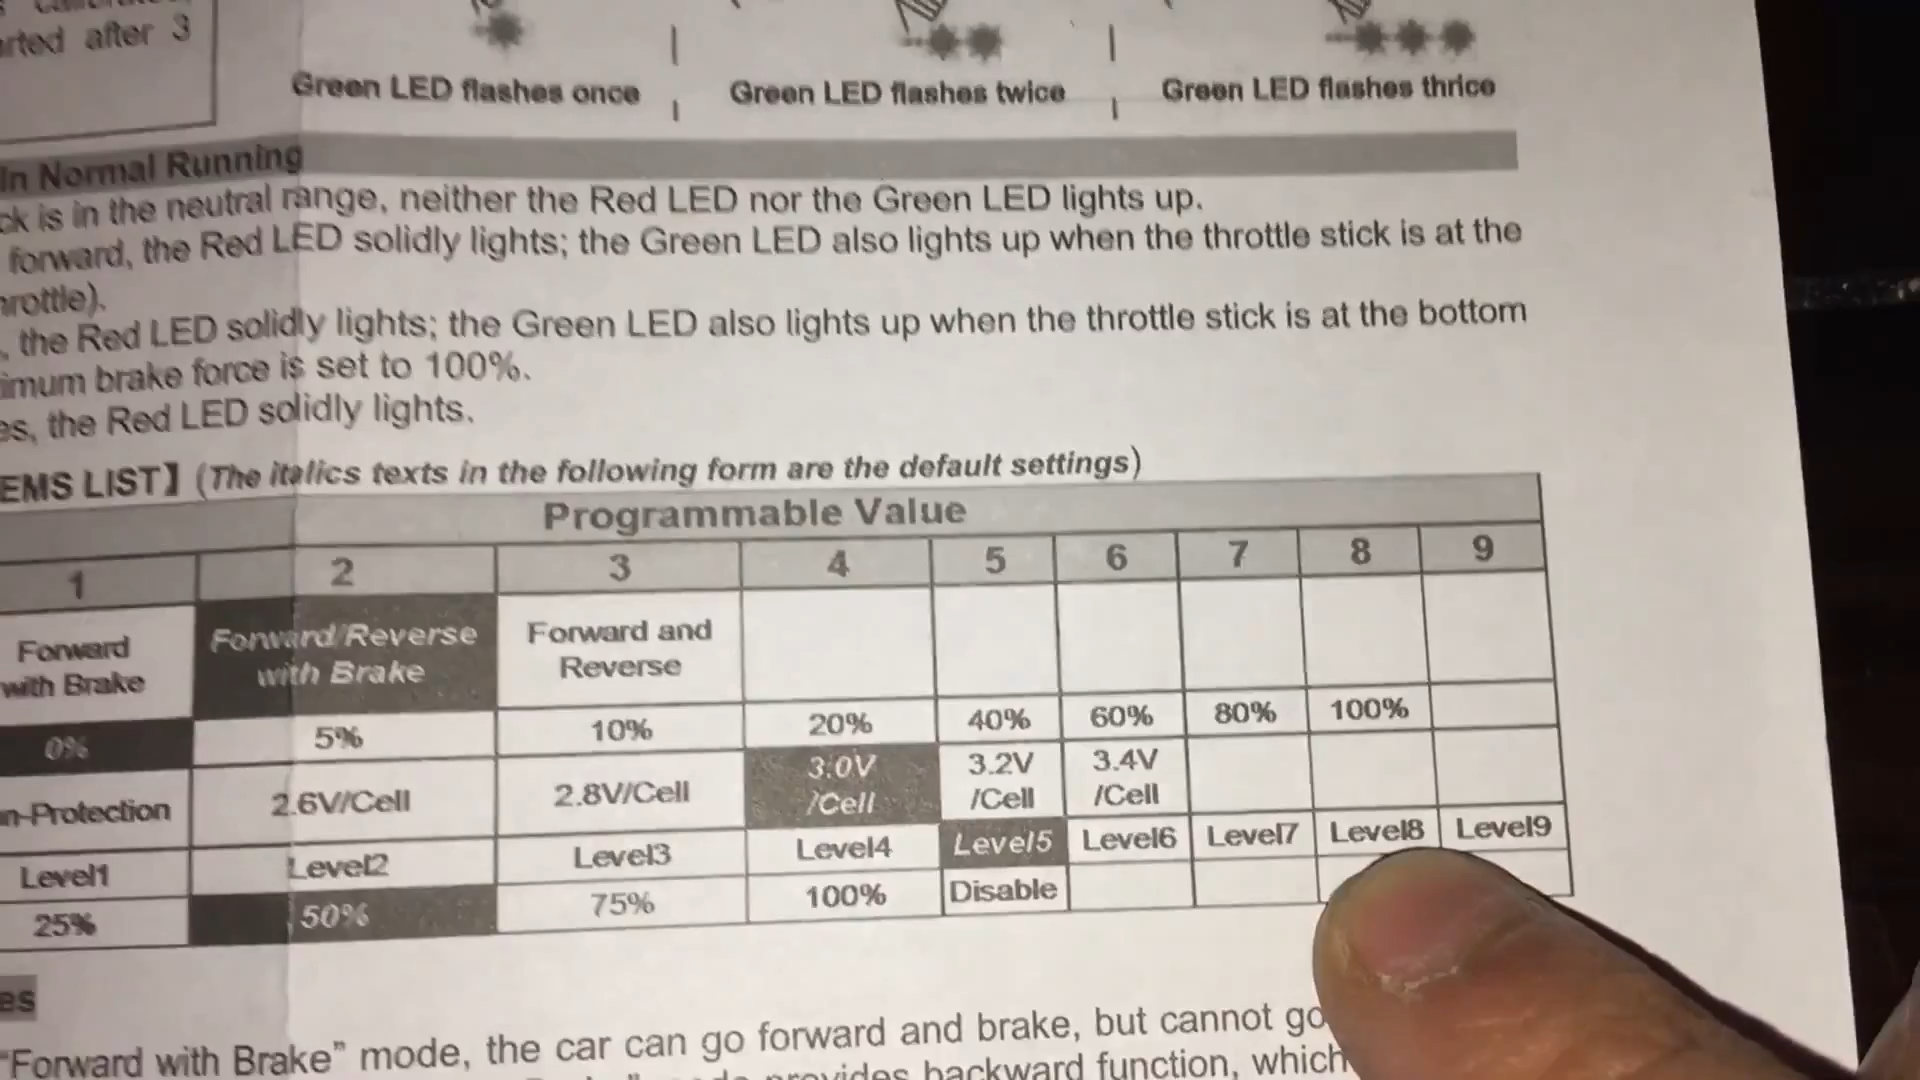 after 3
Green LED flashes once
Green LED flashes twice
Green LED flashes thrice
In Normal Running
is in the neutral range, neither the Red LED nor the Green LED lights up.
forward, the Red LED solidly lights; the Green LED also lights up when the throttle stick is at the
, the Red LED solidly lights; the Green LED also lights up when the throttle stick is at the bottom
brake force is set to 100%.
, the Red LED solidly lights.
EMS LIST】 (The italics texts in the following form are the default settings)
Programmable Value
1 2 3 4 5 6 7 8 9
Forward with Brake
Forward/Reverse with Brake
Forward and Reverse
0% 5% 10% 20% 40% 60% 80% 100%
n-Protection 2.6V/Cell 2.8V/Cell 3.0V /Cell 3.2V /Cell 3.4V /Cell
Level1 Level2 Level3 Level4 Level5 Level6 Level7 Level8 Level9
25% 50% 75% 100% Disable
es
"Forward with Brake" mode, the car can go forward and brake, but cannot go
provides backward function, which